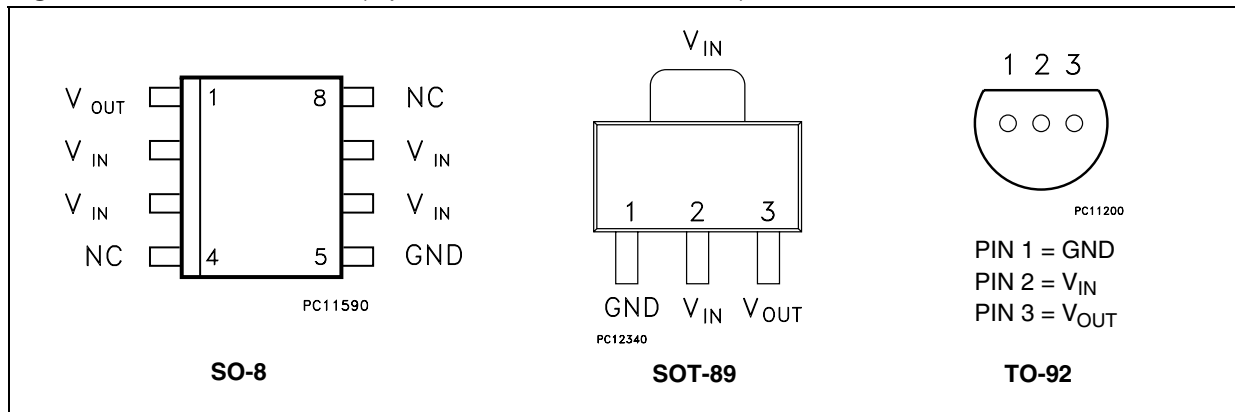 V OUT 1 8 NC
V IN V IN
V IN V IN
NC 4 5 GND
PC11590
SO-8
V IN
1 2 3
GND V IN V OUT
PC12340
SOT-89
1 2 3
PC11200
PIN 1 = GND
PIN 2 = VIN
PIN 3 = VOUT
TO-92